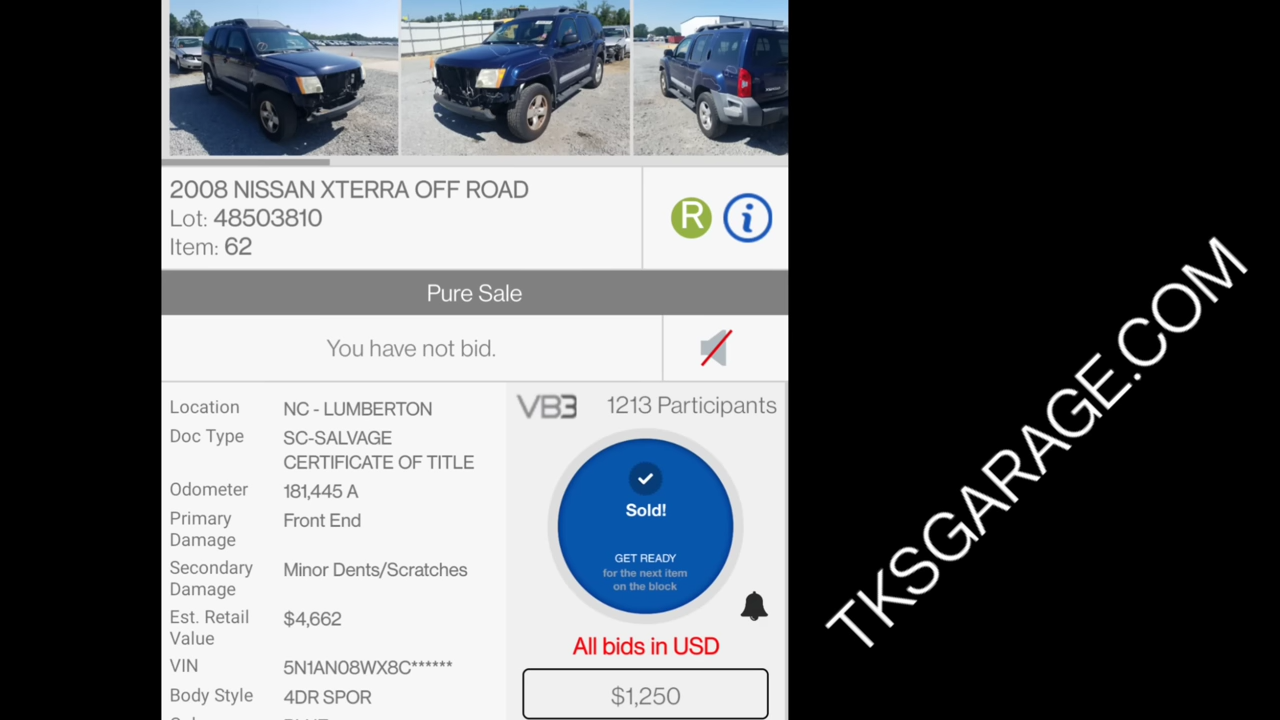 2008 NISSAN XTERRA OFF ROAD
Lot: 48503810
Item: 62
R
i
Pure Sale
You have not bid.
Location NC - LUMBERTON
Doc Type SC-SALVAGE
CERTIFICATE OF TITLE
Odometer 181,445 A
Primary
Damage Front End
Secondary
Damage Minor Dents/Scratches
Est. Retail
Value $4,662
VIN 5N1AN08WX8C******
Body Style 4DR SPOR
VB3 1213 Participants
Sold!
GET READY
for the next item
on the block
All bids in USD
$1,250
TKSGARAGE.COM